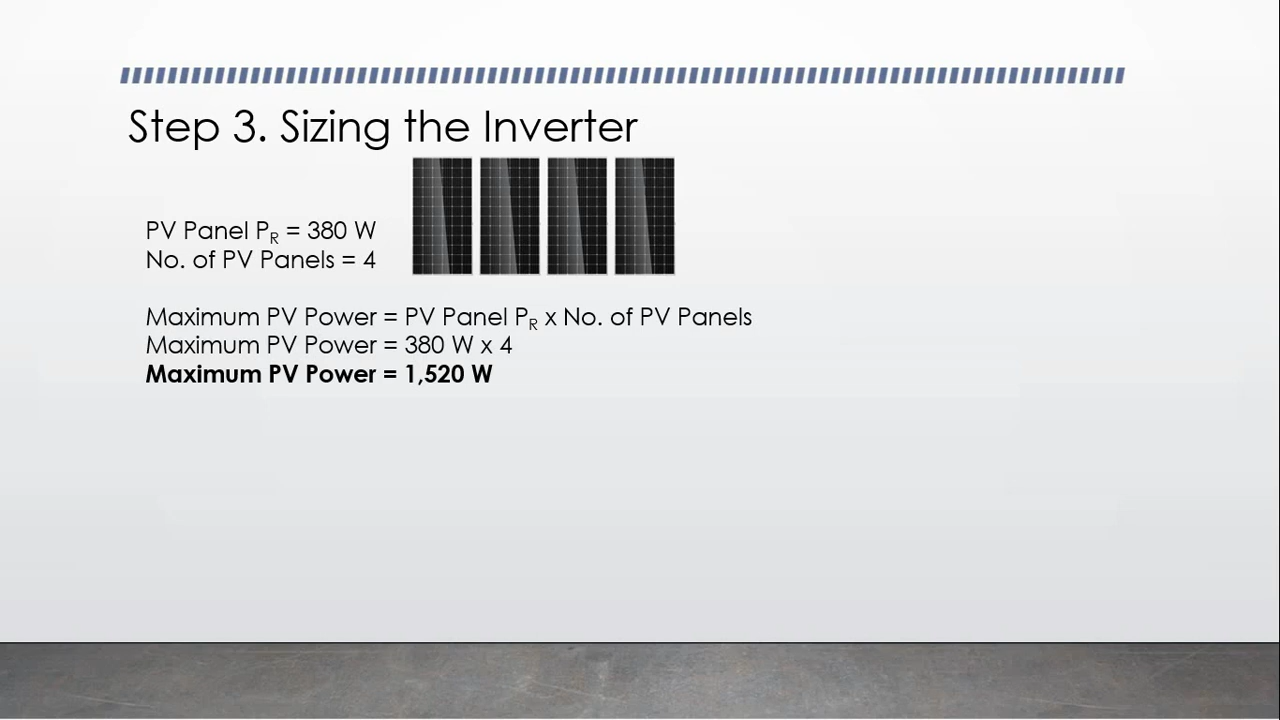 Step 3. Sizing the Inverter
PV Panel PR = 380 W
No. of PV Panels = 4
Maximum PV Power = PV Panel PR x No. of PV Panels
Maximum PV Power = 380 W x 4
Maximum PV Power = 1,520 W